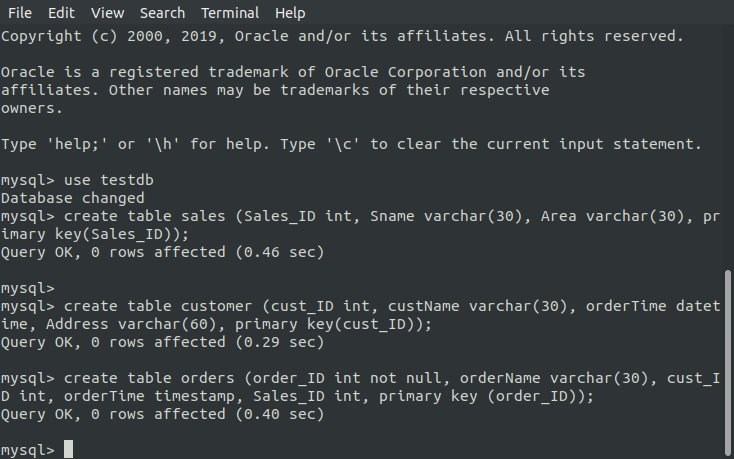 File Edit View Search Terminal Help
Copyright (c) 2000, 2019, Oracle and/or its affiliates. All rights reserved.
Oracle is a registered trademark of Oracle Corporation and/or its
affiliates. Other names may be trademarks of their respective
owners.
Type 'help;' or '\h' for help. Type '\c' to clear the current input statement.
mysql> use testdb
Database changed
mysql> create table sales (Sales_ID int, Sname varchar(30), Area varchar(30), pr
imary key(Sales_ID));
Query OK, 0 rows affected (0.46 sec)
mysql>
mysql> create table customer (cust_ID int, custName varchar(30), orderTime datet
ime, Address varchar(60), primary key(cust_ID));
Query OK, 0 rows affected (0.29 sec)
mysql> create table orders (order_ID int not null, orderName varchar(30), cust_I
D int, orderTime timestamp, Sales_ID int, primary key (order_ID));
Query OK, 0 rows affected (0.40 sec)
mysql>